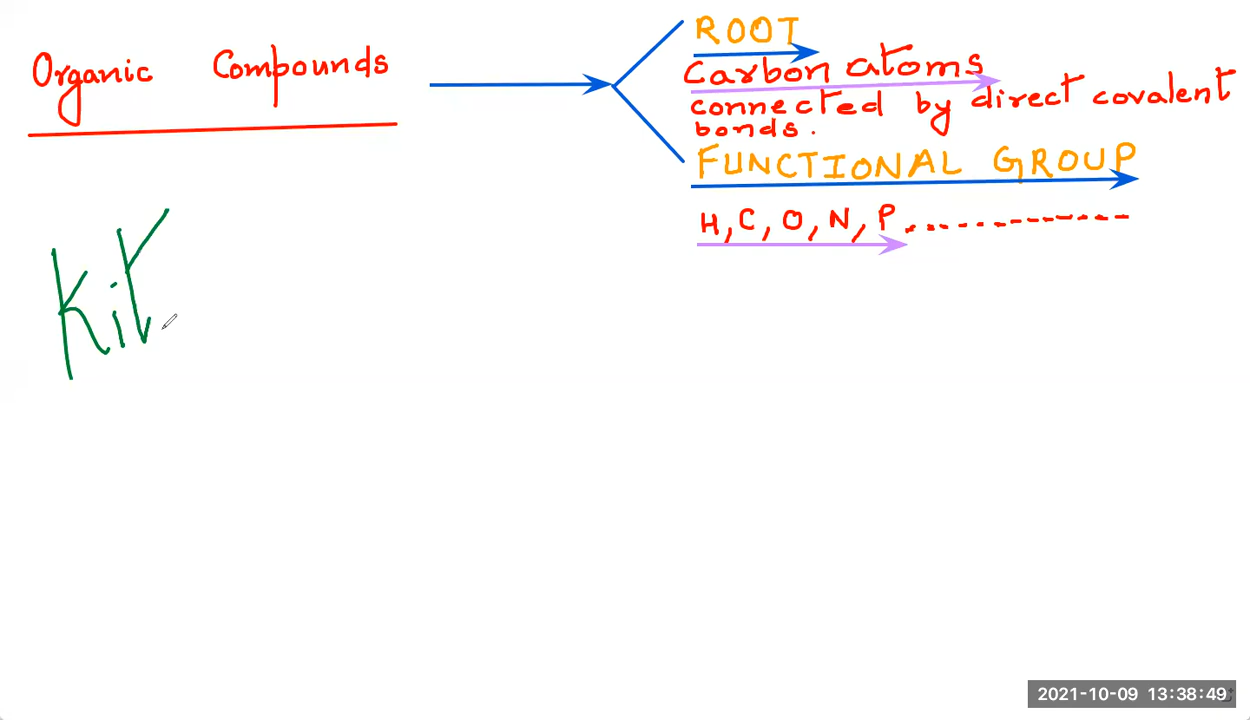 Organic Compounds
ROOT
Carbon atoms
connected by direct covalent
bonds.
FUNCTIONAL GROUP
H, C, O, N, P, ------------
Kit
2021-10-09 13:38:49